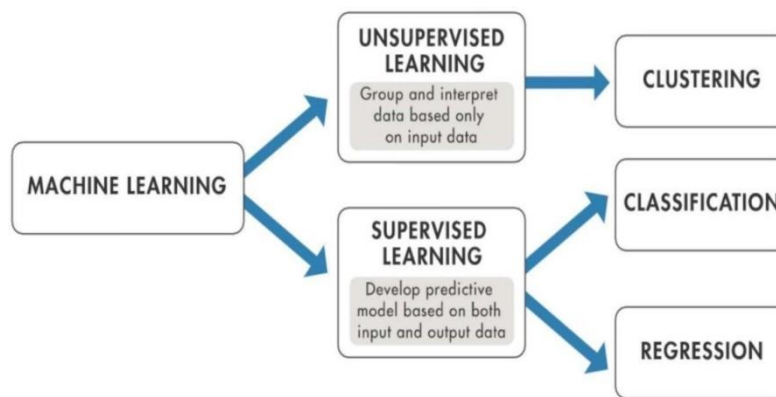 MACHINE LEARNING
UNSUPERVISED
LEARNING
Group and interpret
data based only
on input data
SUPERVISED
LEARNING
Develop predictive
model based on both
input and output data
CLUSTERING
CLASSIFICATION
REGRESSION